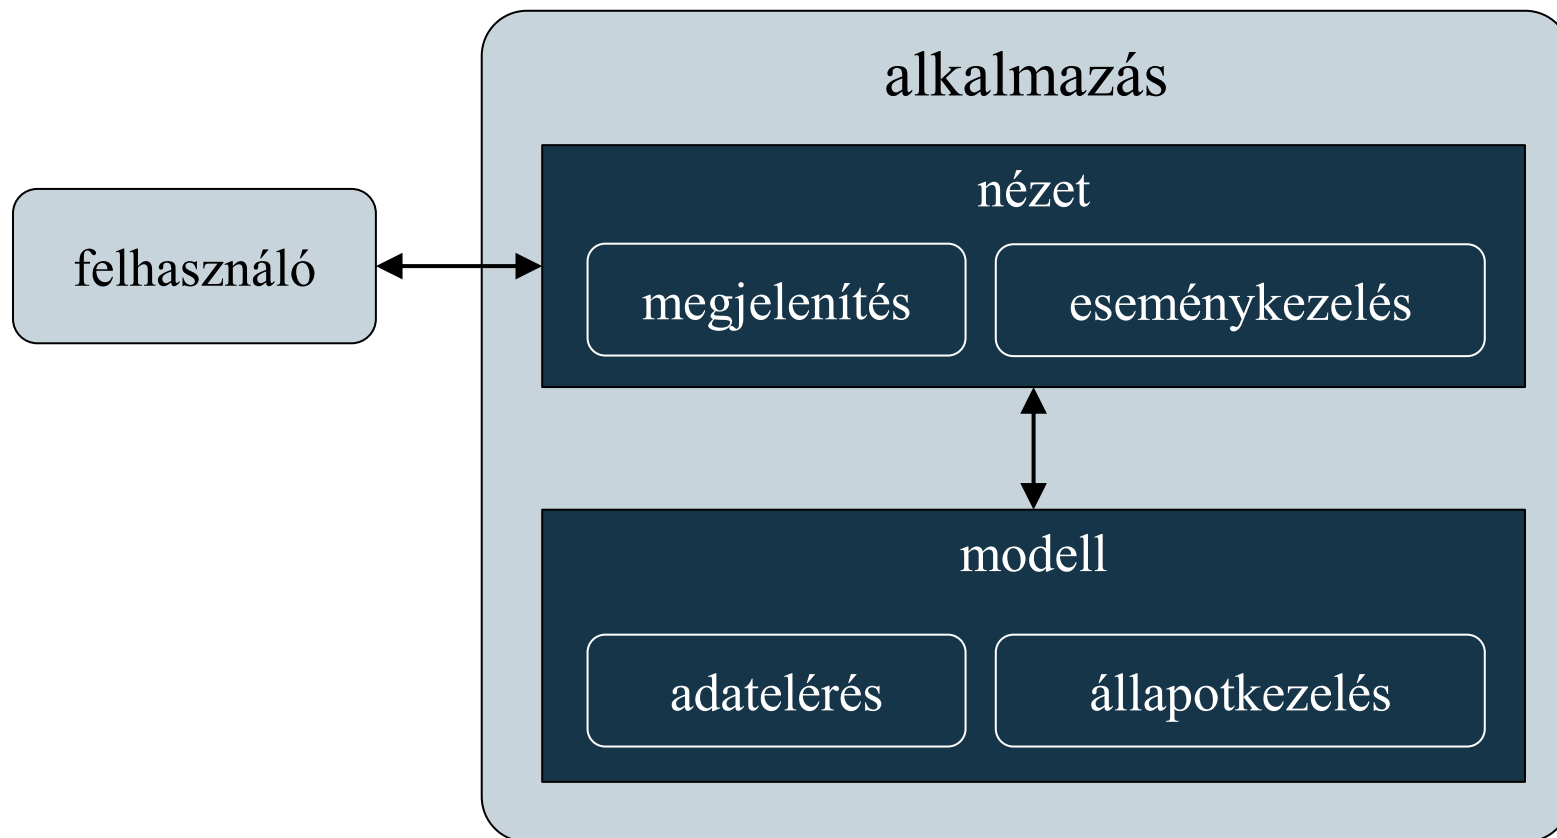 alkalmazás
nézet
felhasználó
megjelenítés
eseménykezelés
modell
adatelérés
állapotkezelés